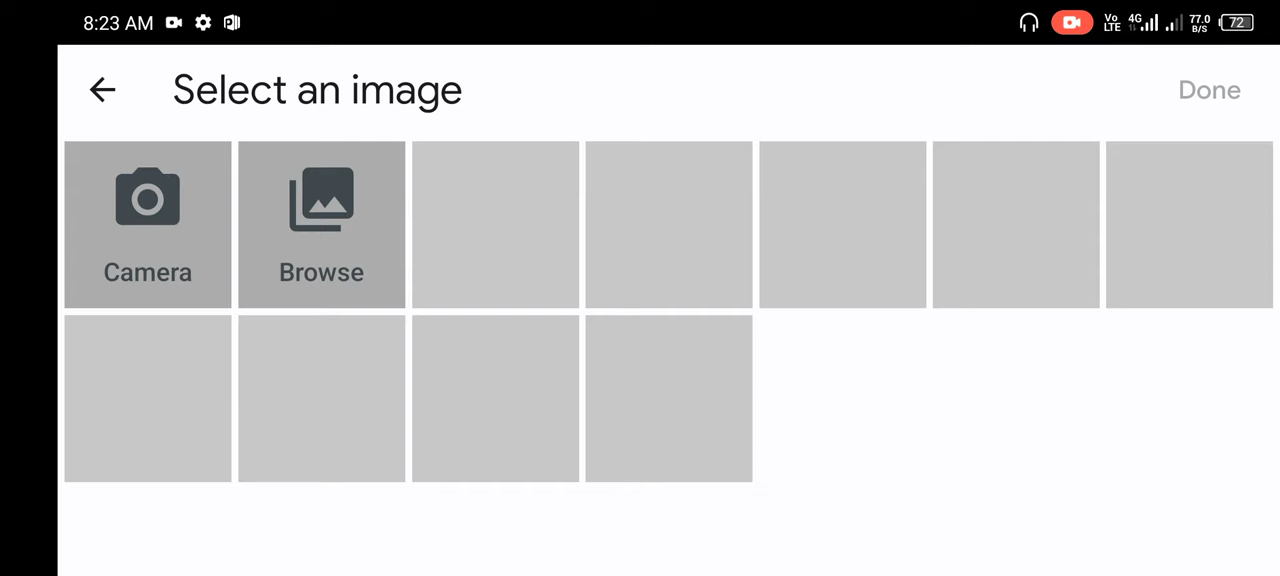 8:23 AM
Vo LTE 4G 77.0 B/S 72
Select an image
Done
Camera
Browse